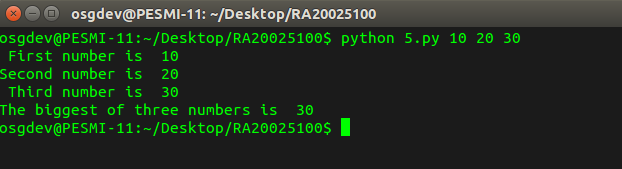 osgdev@PESMI-11: ~/Desktop/RA20025100
osgdev@PESMI-11:~/Desktop/RA20025100$ python 5.py 10 20 30
 First number is  10
Second number is  20
 Third number is  30
The biggest of three numbers is  30
osgdev@PESMI-11:~/Desktop/RA20025100$